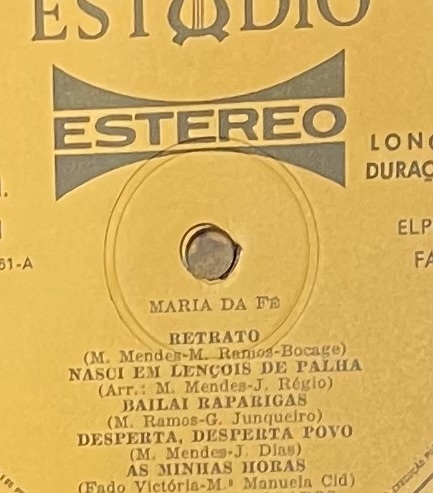 ESTÚDIO
ESTEREO
LONG
DURAÇ
ELP
FA
51-A
MARIA DA FÉ
RETRATO
(M. Mendes-M. Ramos-Bocage)
NASCI EM LENÇOIS DE PALHA
(Arr.: M. Mendes-J. Régio)
BAILAI RAPARIGAS
(M. Ramos-G. Junqueiro)
DESPERTA, DESPERTA POVO
(M. Mendes-J. Dias)
AS MINHAS HORAS
(Fado Victória-M.ª Manuela Cid)